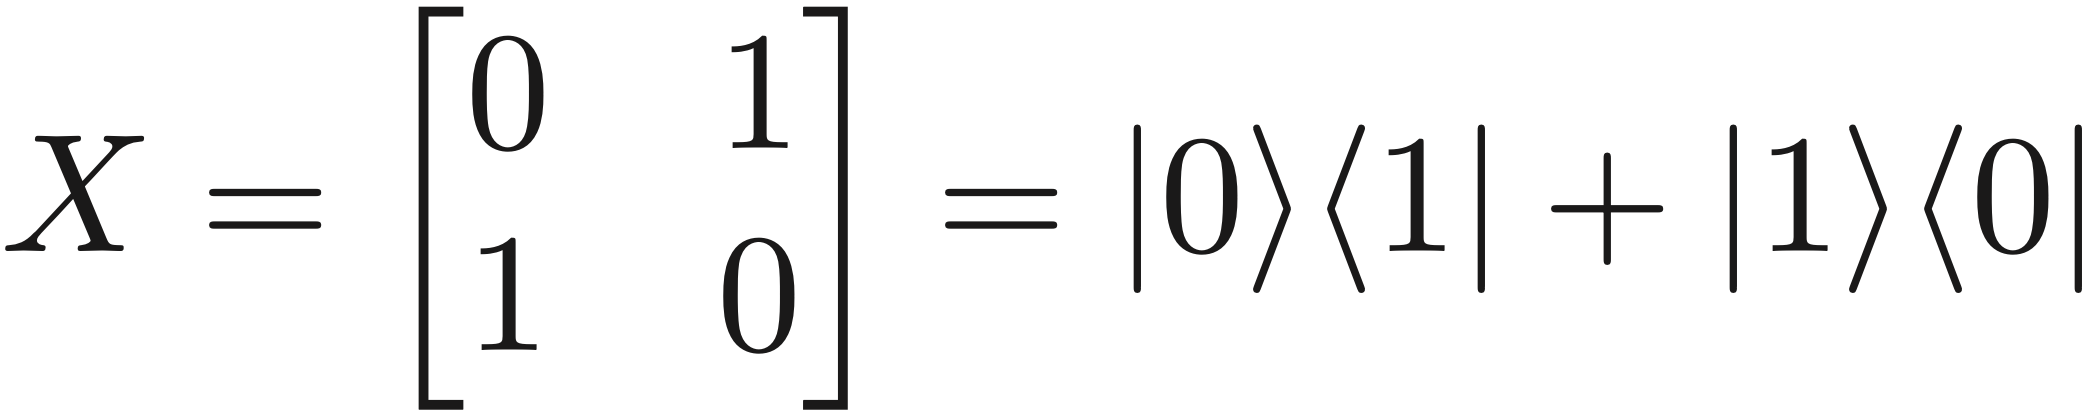 X = [0 1; 1 0] = |0⟩⟨1| + |1⟩⟨0|